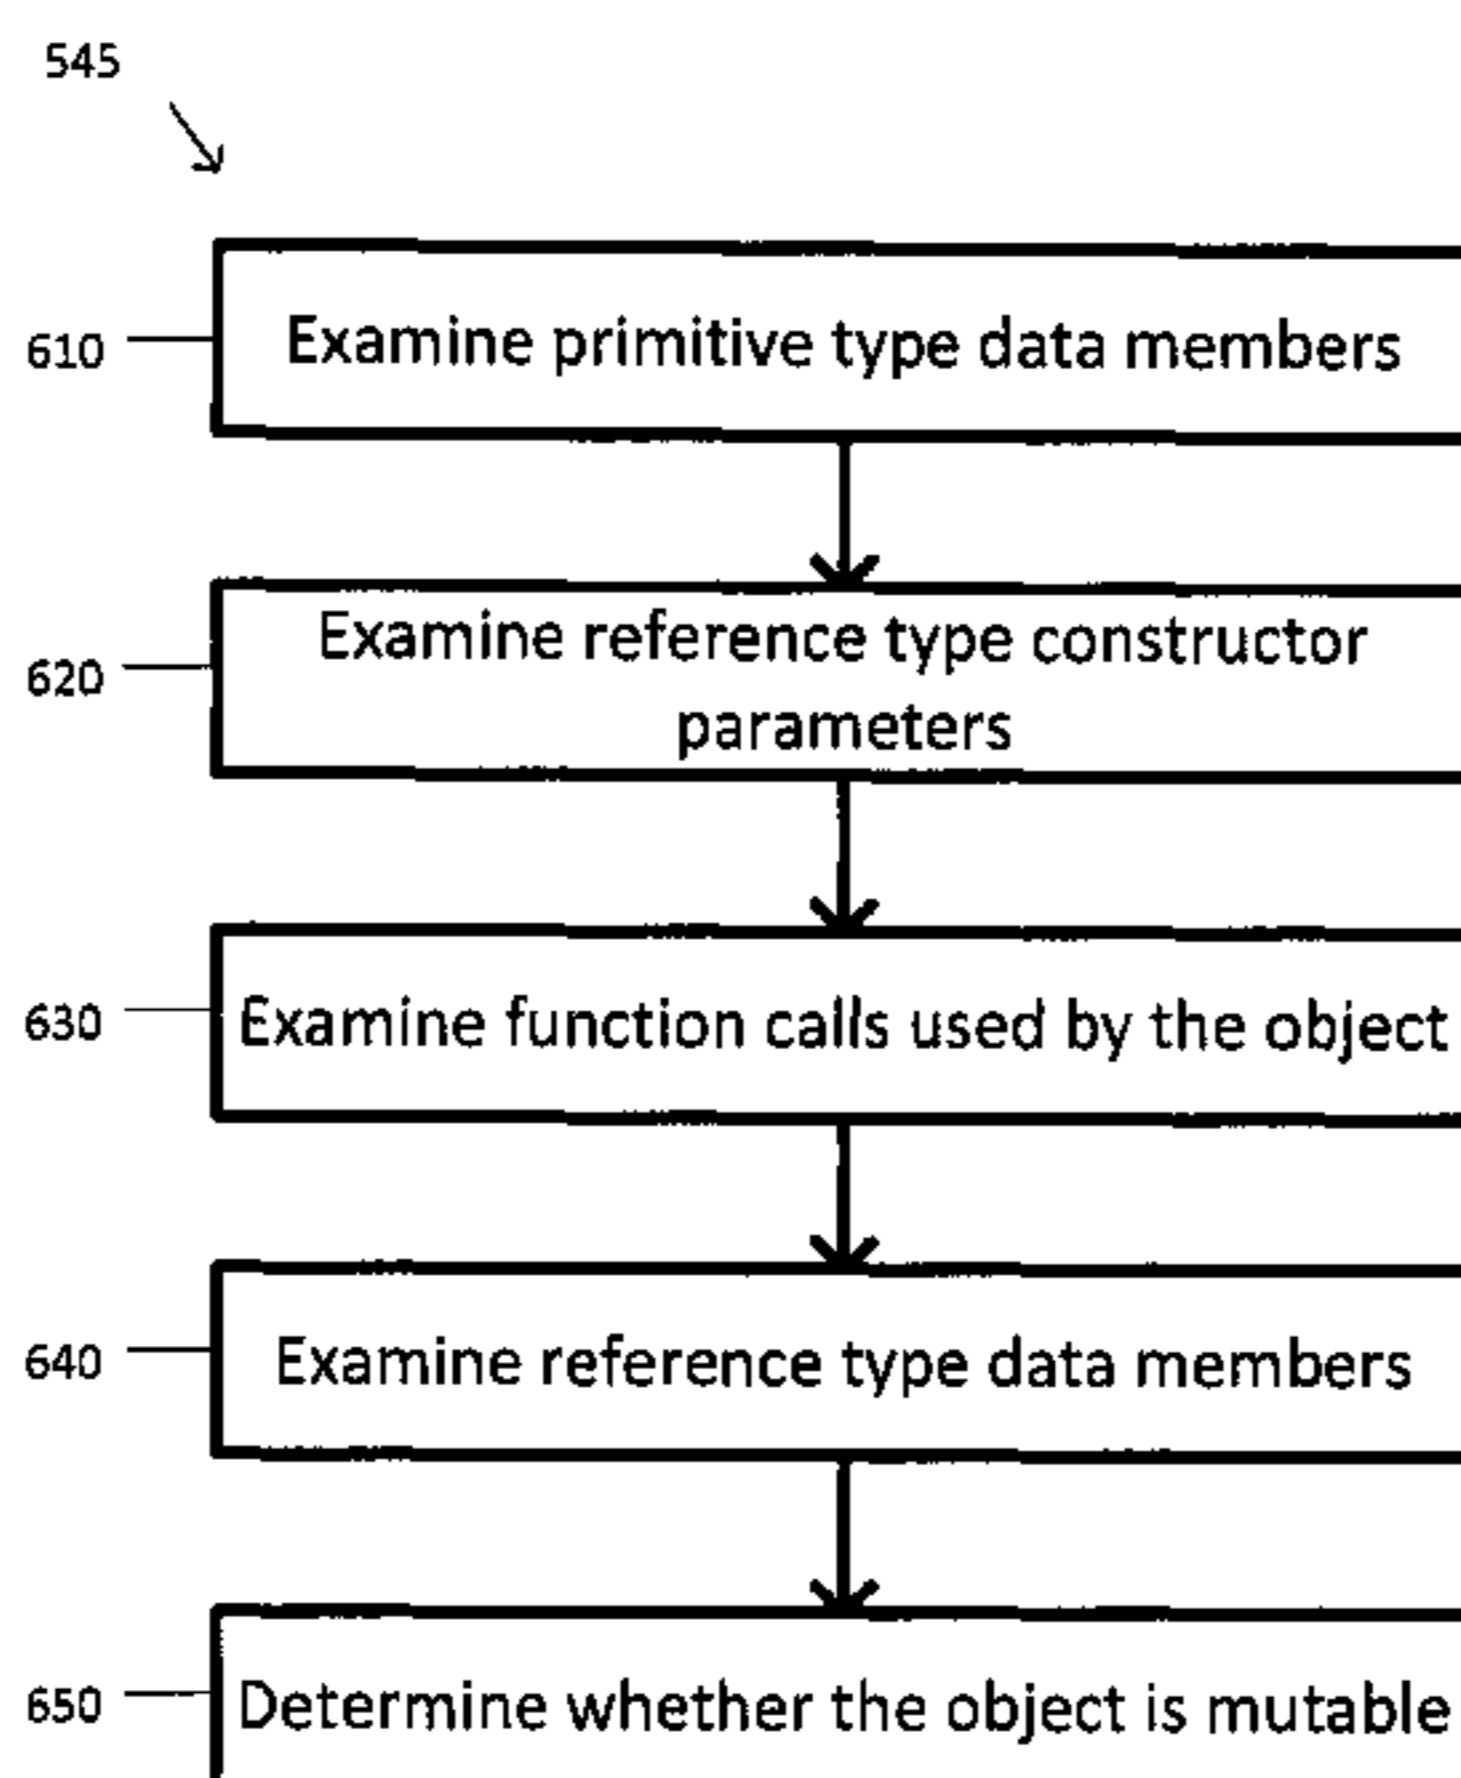 545
610
Examine primitive type data members
620
Examine reference type constructor
parameters
630
Examine function calls used by the object
640
Examine reference type data members
650
Determine whether the object is mutable